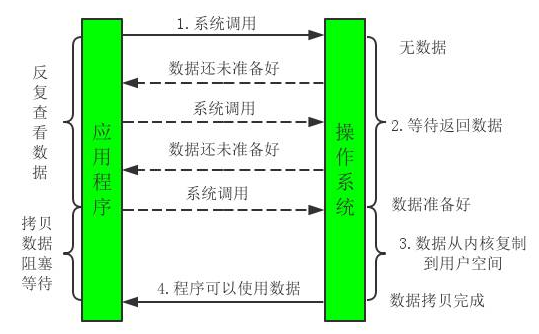 1.系统调用
无数据
数据还未准备好
反复查看数据
系统调用
应用程序
操作系统
2.等待返回数据
数据还未准备好
系统调用
数据准备好
拷贝
数据
阻塞
等待
3.数据从内核复制
到用户空间
4.程序可以使用数据
数据拷贝完成